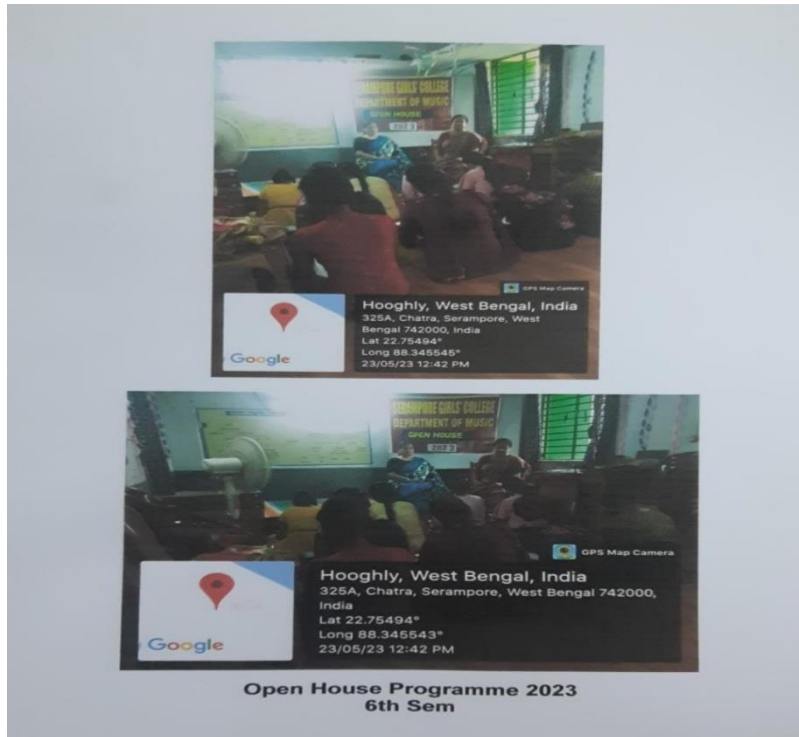 SERAMPORE GIRLS' COLLEGE
DEPARTMENT OF MUSIC
OPEN HOUSE
2023
GPS Map Camera
Hooghly, West Bengal, India
325A, Chatra, Serampore, West
Bengal 742000, India
Lat 22.75494°
Long 88.345545°
23/05/23 12:42 PM
Google
SERAMPORE GIRLS' COLLEGE
DEPARTMENT OF MUSIC
OPEN HOUSE
2023
GPS Map Camera
Hooghly, West Bengal, India
325A, Chatra, Serampore, West Bengal 742000,
India
Lat 22.75494°
Long 88.345543°
23/05/23 12:42 PM
Google
Open House Programme 2023
6th Sem